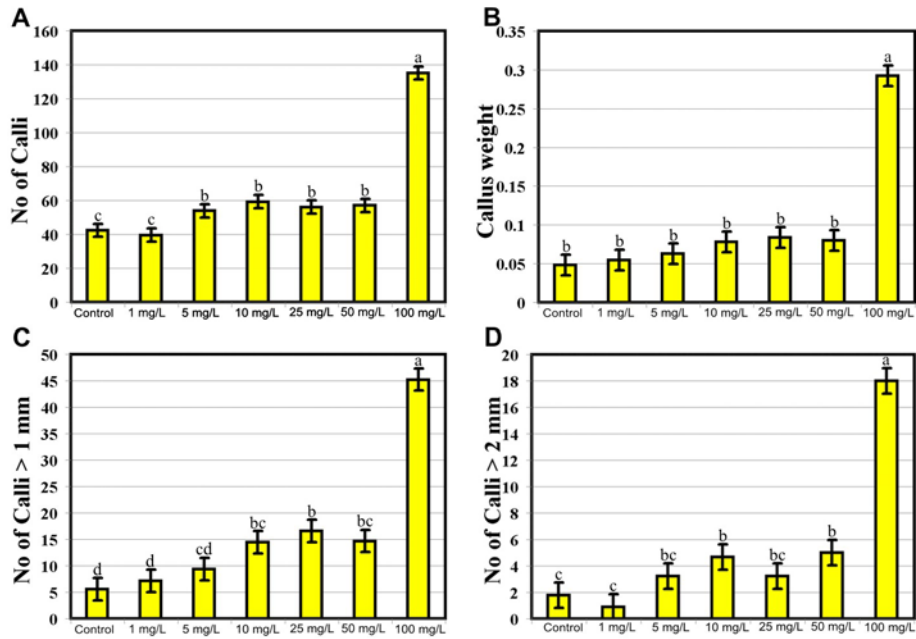 A
No of Calli
160
140
120
100
80
60
40
20
0
c
c
b
b
b
b
a
Control 1 mg/L 5 mg/L 10 mg/L 25 mg/L 50 mg/L 100 mg/L
B
Callus weight
0.35
0.3
0.25
0.2
0.15
0.1
0.05
0
b
b
b
b
b
b
a
Control 1 mg/L 5 mg/L 10 mg/L 25 mg/L 50 mg/L 100 mg/L
C
No of Calli > 1 mm
50
45
40
35
30
25
20
15
10
5
0
d
d
cd
bc
b
bc
a
Control 1 mg/L 5 mg/L 10 mg/L 25 mg/L 50 mg/L 100 mg/L
D
No of Calli > 2 mm
20
18
16
14
12
10
8
6
4
2
0
c
c
bc
b
bc
b
a
Control 1 mg/L 5 mg/L 10 mg/L 25 mg/L 50 mg/L 100 mg/L